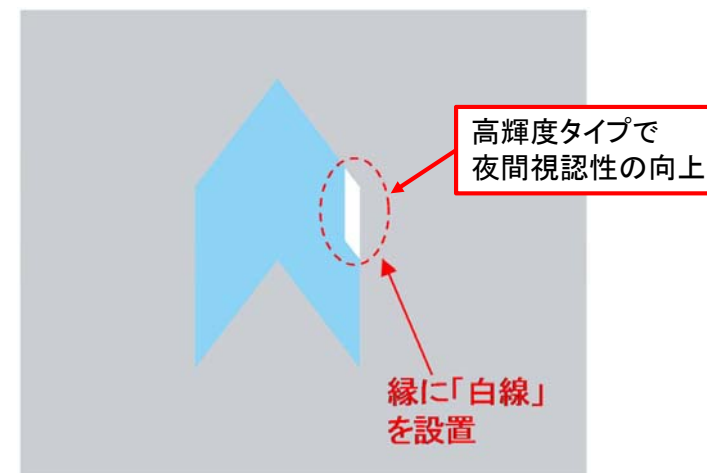 高輝度タイプで
夜間視認性の向上
縁に「白線」
を設置